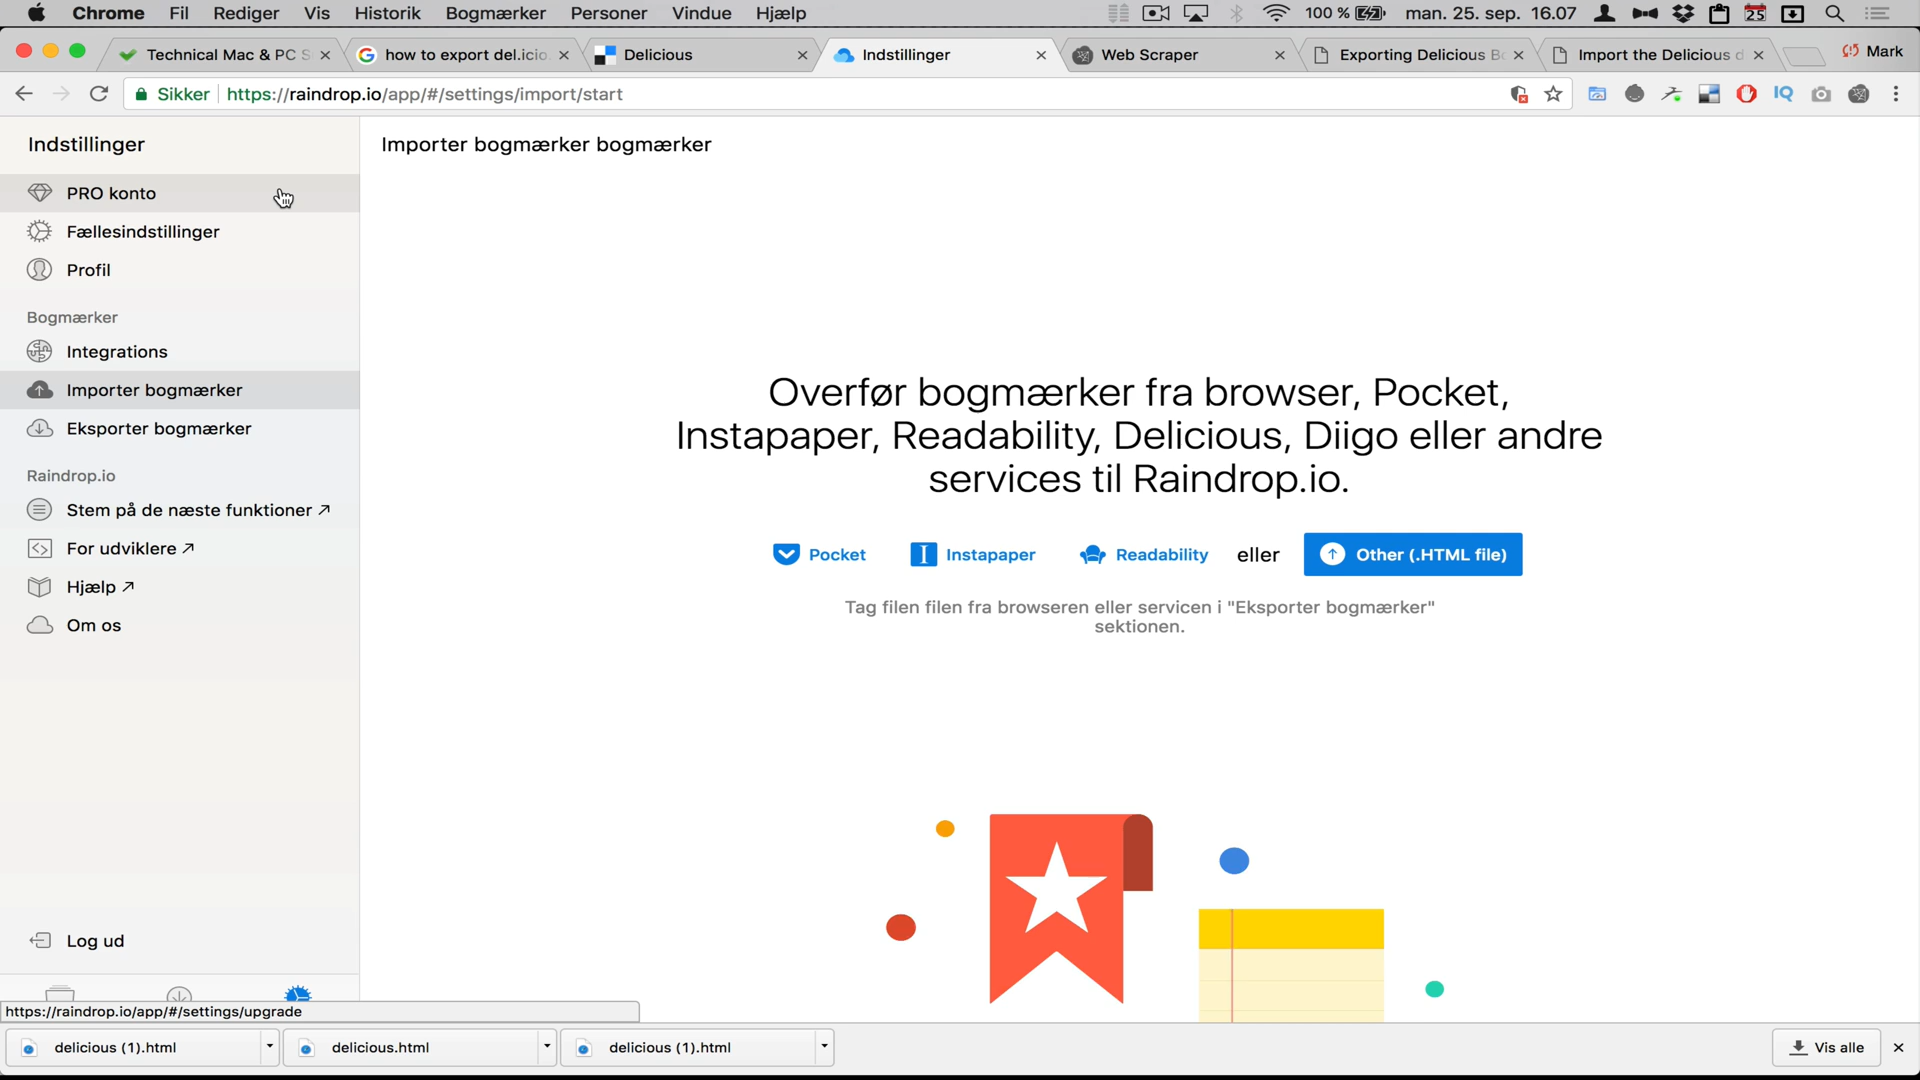 Chrome Fil Rediger Vis Historik Bogmærker Personer Vindue Hjælp 100 % man. 25. sep. 16.07 25
Technical Mac & PC S how to export del.icio. Delicious Indstillinger Web Scraper Exporting Delicious Bo Import the Delicious d Mark
Sikker https://raindrop.io/app/#/settings/import/start IQ
Indstillinger
Importer bogmærker bogmærker
PRO konto
Fællesindstillinger
Profil
Bogmærker
Integrations
Importer bogmærker
Eksporter bogmærker
Raindrop.io
Stem på de næste funktioner ↗
For udviklere ↗
Hjælp ↗
Om os
Log ud
Overfør bogmærker fra browser, Pocket,
Instapaper, Readability, Delicious, Diigo eller andre
services til Raindrop.io.
Pocket I Instapaper Readability eller Other (.HTML file)
Tag filen filen fra browseren eller servicen i "Eksporter bogmærker"
sektionen.
https://raindrop.io/app/#/settings/upgrade
delicious (1).html delicious.html delicious (1).html Vis alle